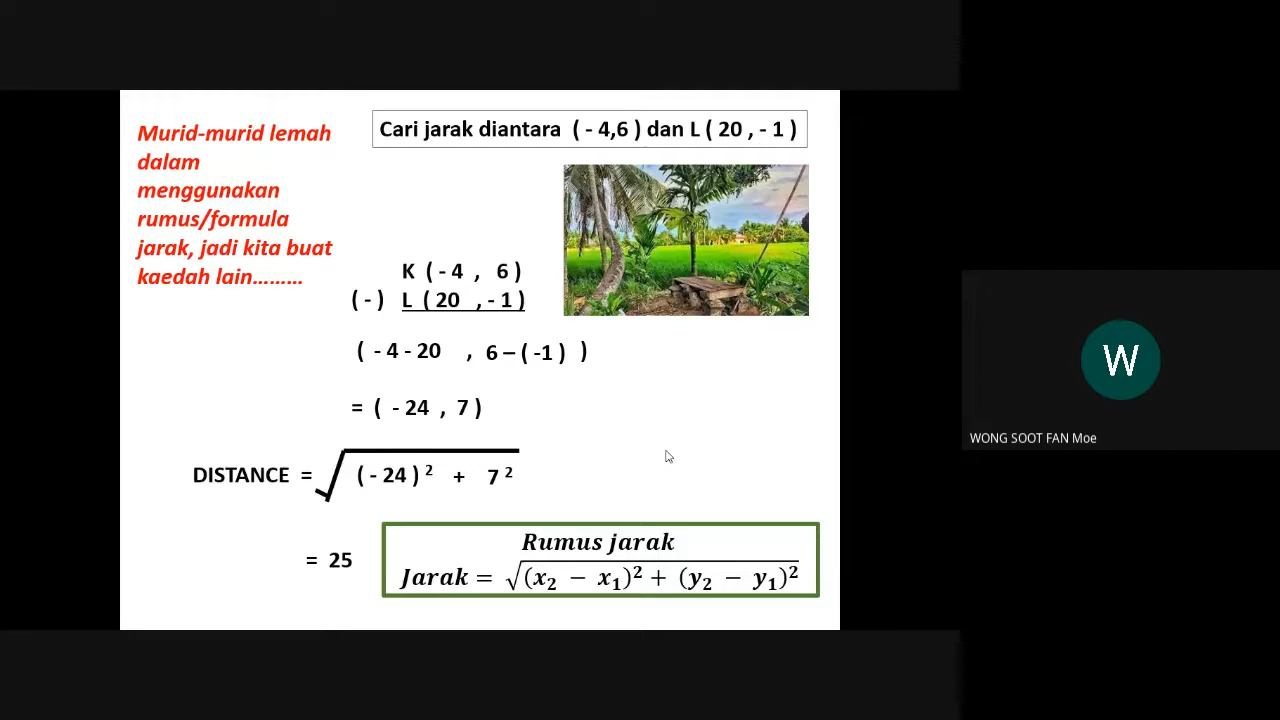 Murid-murid lemah
dalam
menggunakan
rumus/formula
jarak, jadi kita buat
kaedah lain.........
Cari jarak diantara ( - 4,6 ) dan L ( 20 , - 1 )
K ( - 4 , 6 )
( - ) L ( 20 , - 1 )
( - 4 - 20 , 6 – ( -1 ) )
= ( - 24 , 7 )
DISTANCE = √ ( - 24 ) ² + 7 ²
= 25
Rumus jarak
Jarak = √(x₂ − x₁)² + (y₂ − y₁)²
W
WONG SOOT FAN Moe